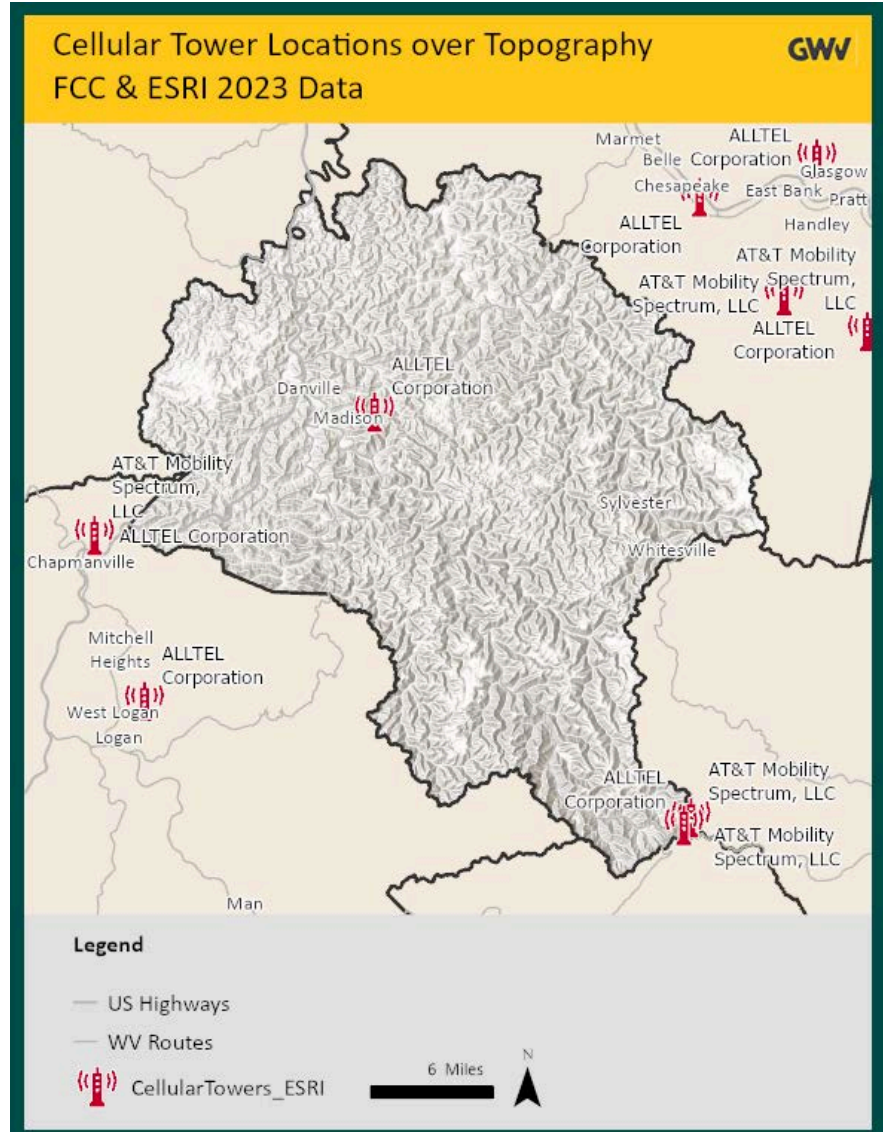 Cellular Tower Locations over Topography
FCC & ESRI 2023 Data
GWV
Marmet
ALLTEL
Corporation
Belle
Glasgow
Chesapeake
East Bank
Pratt
Handley
ALLTEL
Corporation
AT&T Mobility
Spectrum,
LLC
AT&T Mobility
Spectrum, LLC
ALLTEL
Corporation
ALLTEL
Corporation
Danville
Madison
AT&T Mobility
Spectrum,
LLC
ALLTEL Corporation
Chapmanville
Sylvester
Whitesville
Mitchell
Heights
ALLTEL
Corporation
West Logan
Logan
ALLTEL
Corporation
AT&T Mobility
Spectrum, LLC
AT&T Mobility
Spectrum, LLC
Man
Legend
US Highways
WV Routes
CellularTowers_ESRI
6 Miles
N